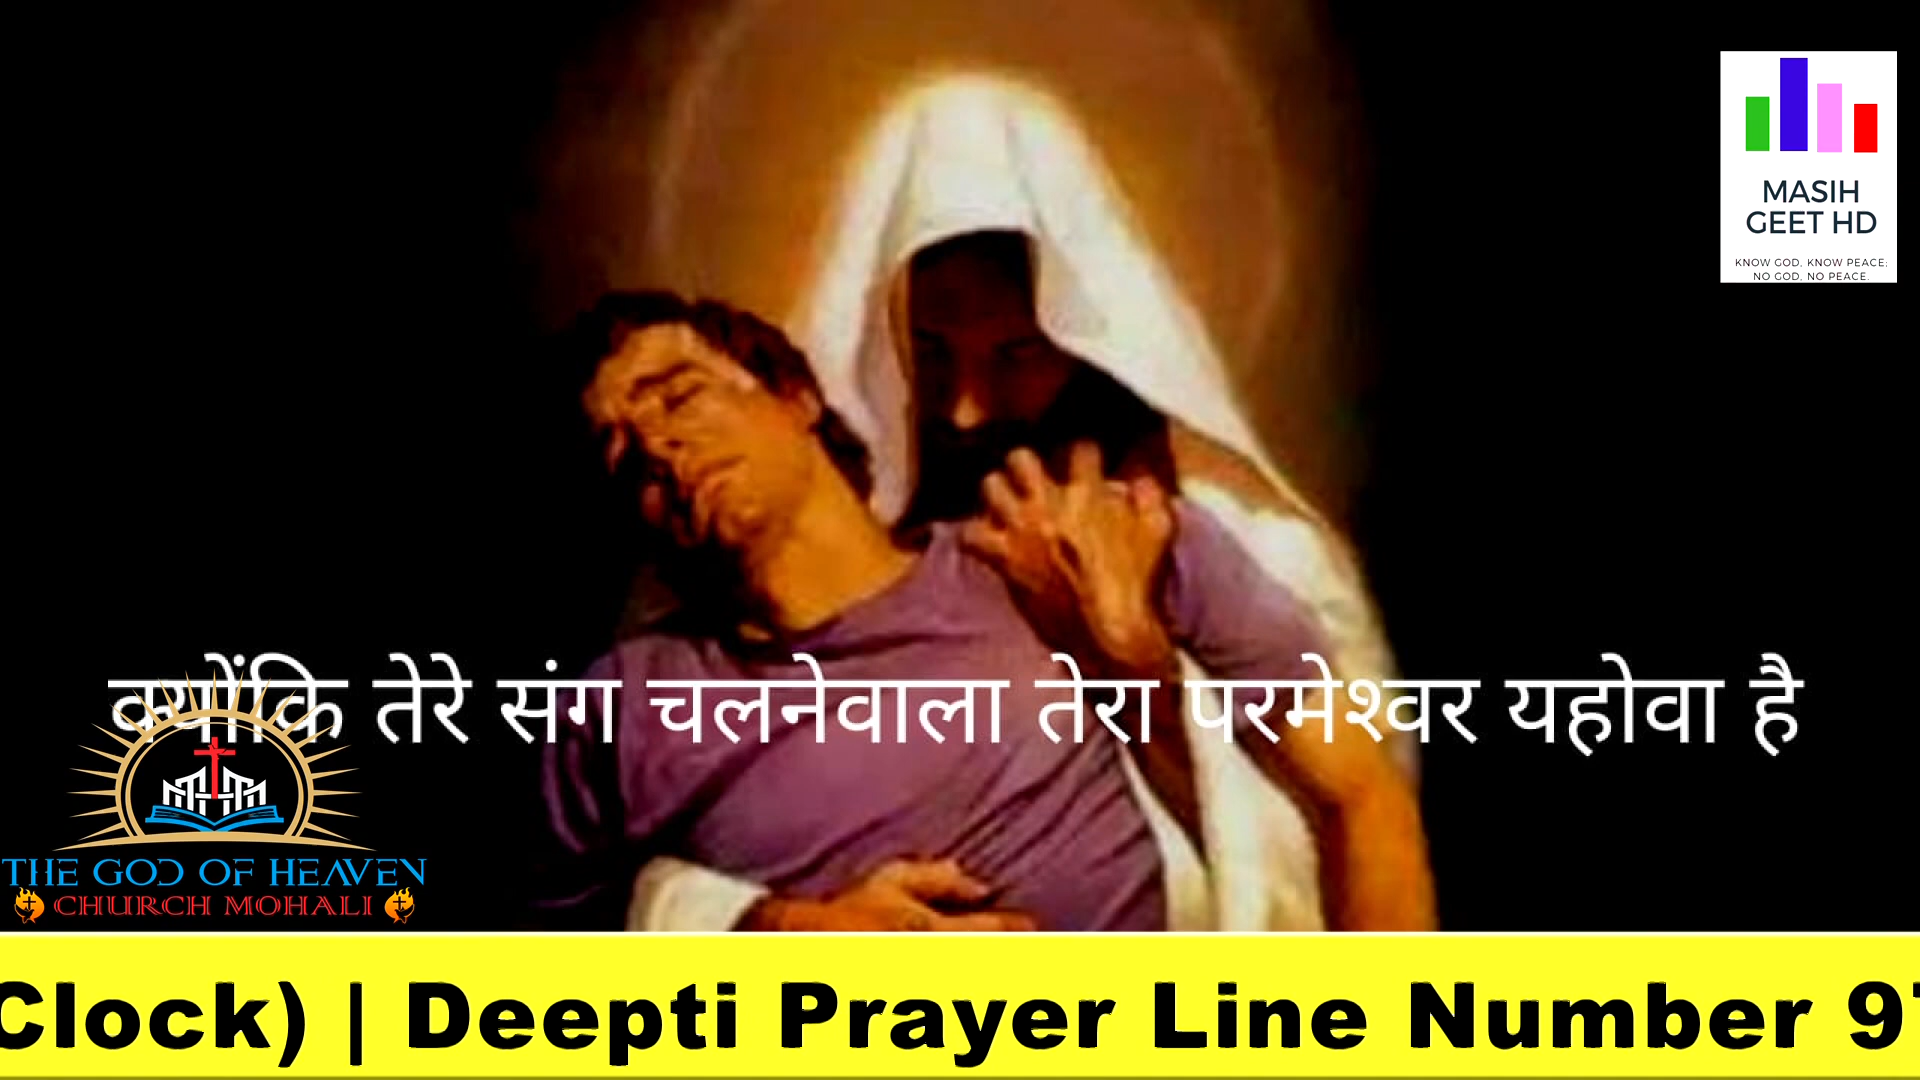 MASIH
GEET HD
KNOW GOD, KNOW PEACE;
NO GOD, NO PEACE.
क्योंकि तेरे संग चलनेवाला तेरा परमेश्वर यहोवा है
THE GOD OF HEAVEN
CHURCH MOHALI
Clock) | Deepti Prayer Line Number 97